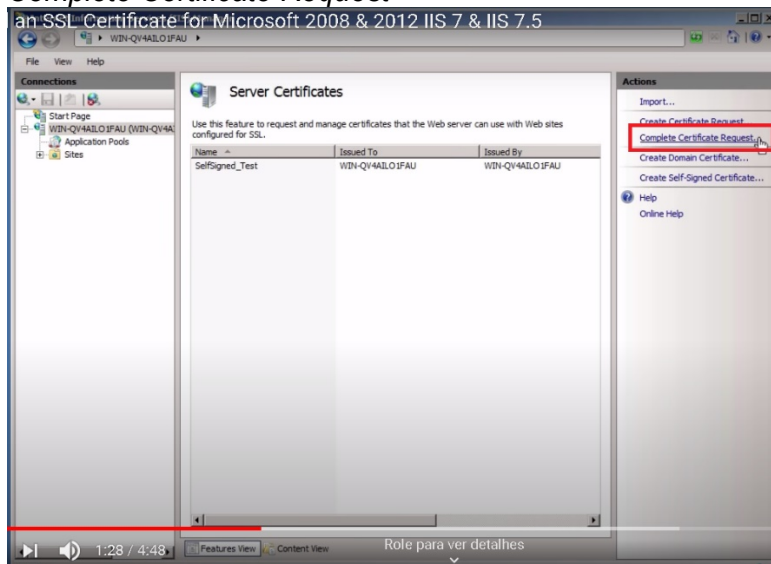 Complete Certificate Request
an SSL Certificate for Microsoft 2008 & 2012 IIS 7 & IIS 7.5
WIN-QV4AILO1FAU
File View Help
Connections
Start Page
WIN-QV4AILO1FAU (WIN-QV4A
Application Pools
Sites
Server Certificates
Use this feature to request and manage certificates that the Web server can use with Web sites
configured for SSL.
Name Issued To Issued By
SelfSigned_Test WIN-QV4AILO1FAU WIN-QV4AILO1FAU
Actions
Import...
Create Certificate Request...
Complete Certificate Request...
Create Domain Certificate...
Create Self-Signed Certificate...
Help
Online Help
1:28 / 4:48
Features View Content View
Role para ver detalhes